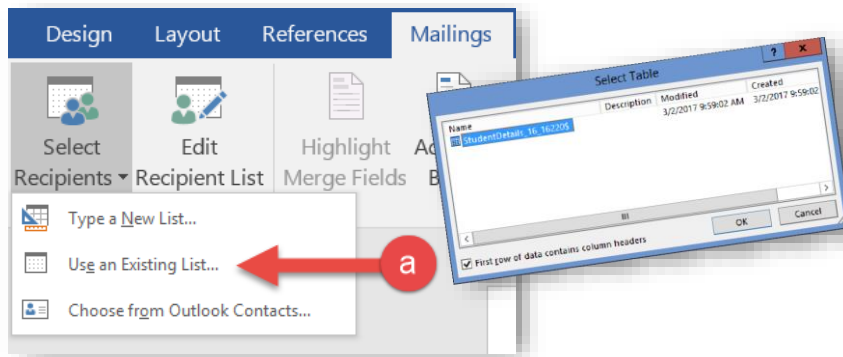 Design Layout References Mailings
Select Recipients
Edit Recipient List
Highlight Merge Fields
Type a New List...
Use an Existing List...
a
Choose from Outlook Contacts...
Select Table
? x
Name Description Modified Created
StudentDetails_16_16220$ 3/2/2017 9:59:02 AM 3/2/2017 9:59:02
OK Cancel
First row of data contains column headers